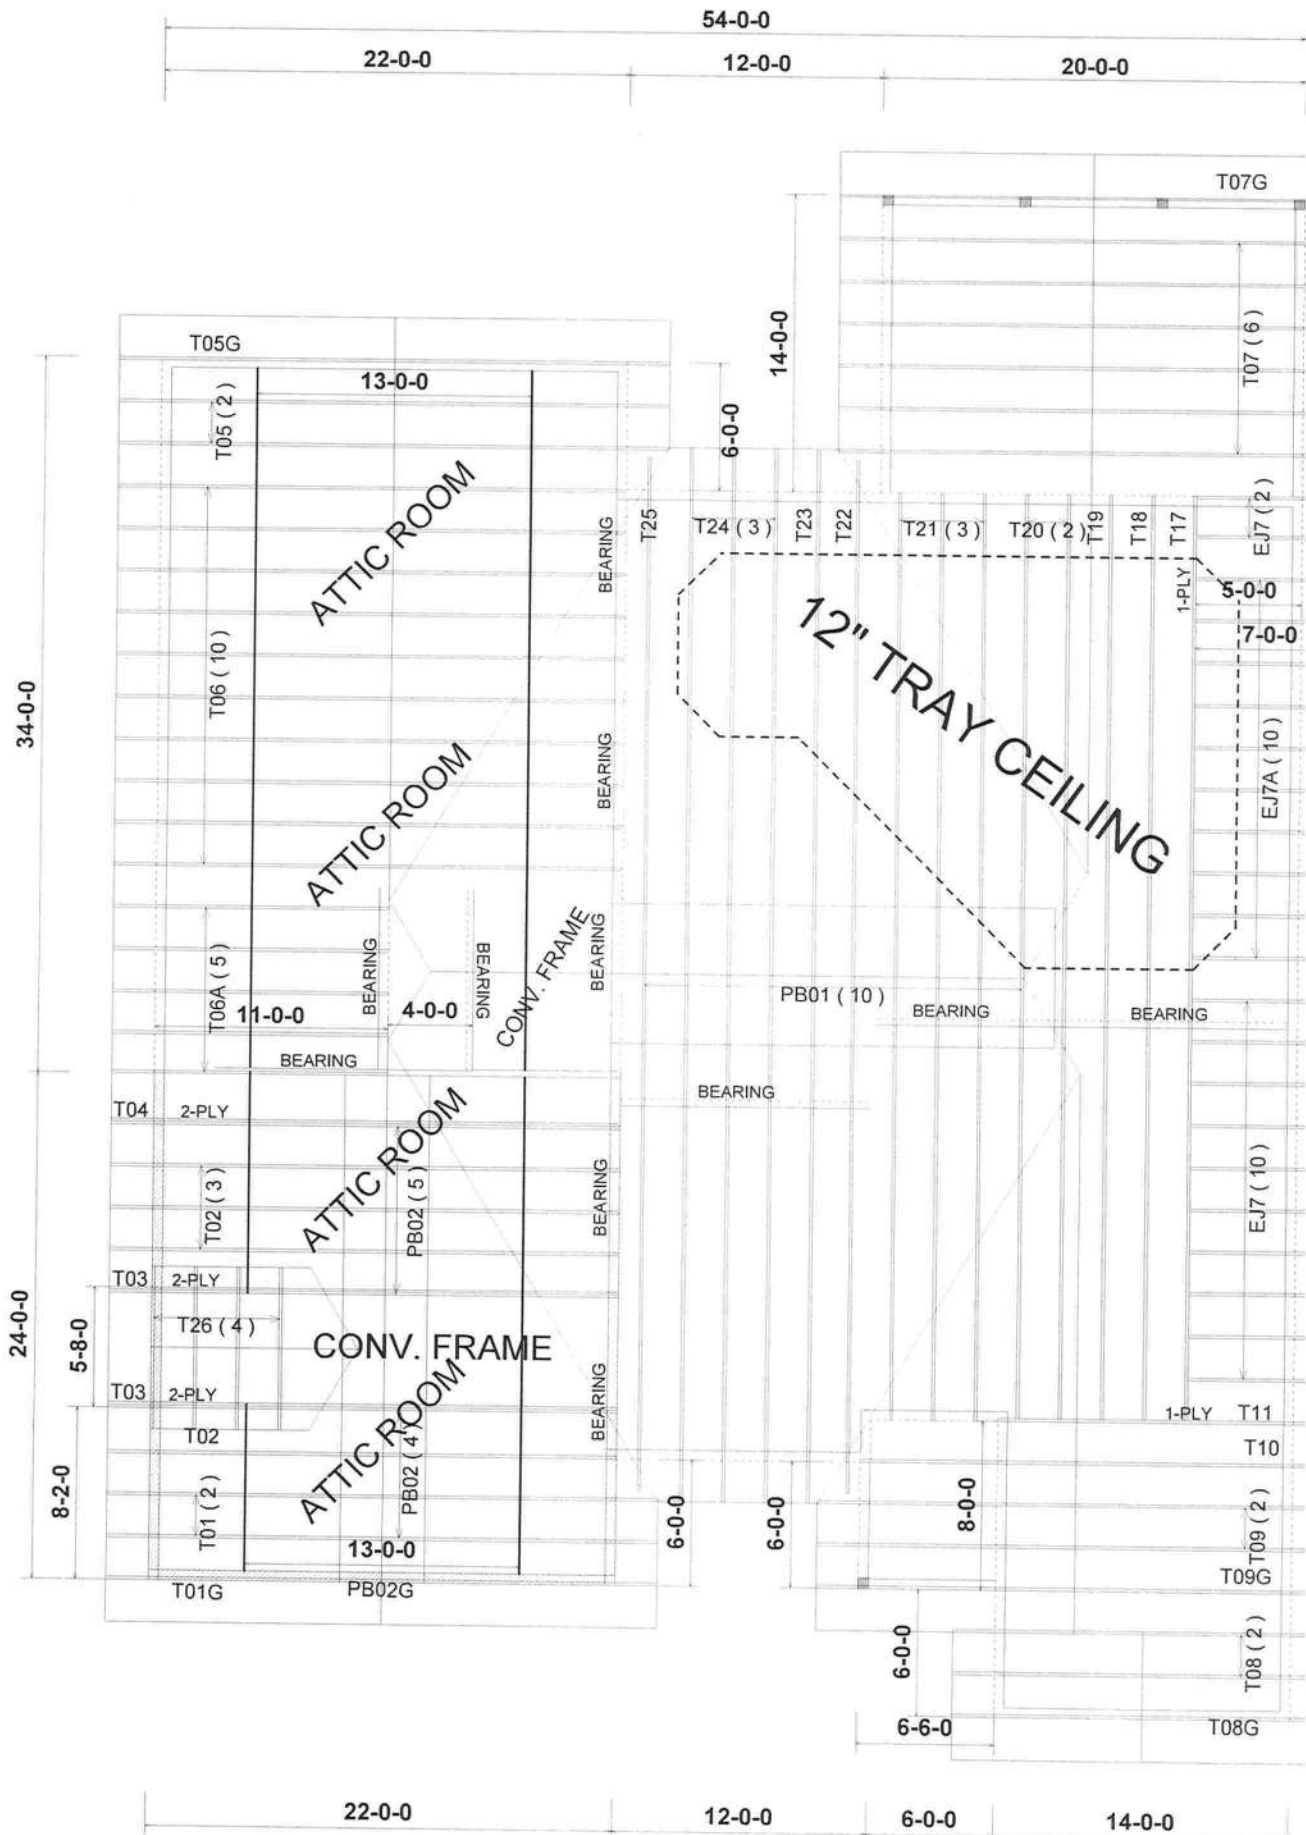 54-0-0
22-0-0
12-0-0
20-0-0
T07G
14-0-0
T07 ( 6 )
T05G
13-0-0
T05 ( 2 )
6-0-0
ATTIC ROOM
BEARING
T25
T24 ( 3 )
T23
T22
T21 ( 3 )
T20 ( 2 )
T19
T18
T17
EJ7 ( 2 )
1-PLY
5-0-0
7-0-0
12" TRAY CEILING
34-0-0
T06 ( 10 )
ATTIC ROOM
BEARING
EJ7A ( 10 )
T06A ( 5 )
BEARING
BEARING
CONV. FRAME
BEARING
11-0-0
4-0-0
PB01 ( 10 )
BEARING
BEARING
BEARING
BEARING
T04
2-PLY
ATTIC ROOM
T02 ( 3 )
PB02 ( 5 )
BEARING
EJ7 ( 10 )
T03
2-PLY
24-0-0
5-8-0
T26 ( 4 )
CONV. FRAME
T03
2-PLY
BEARING
1-PLY
T11
T02
ATTIC ROOM
PB02 ( 4 )
T10
8-2-0
T01 ( 2 )
6-0-0
6-0-0
8-0-0
T09 ( 2 )
13-0-0
T01G
PB02G
T09G
6-0-0
T08 ( 2 )
6-6-0
T08G
22-0-0
12-0-0
6-0-0
14-0-0